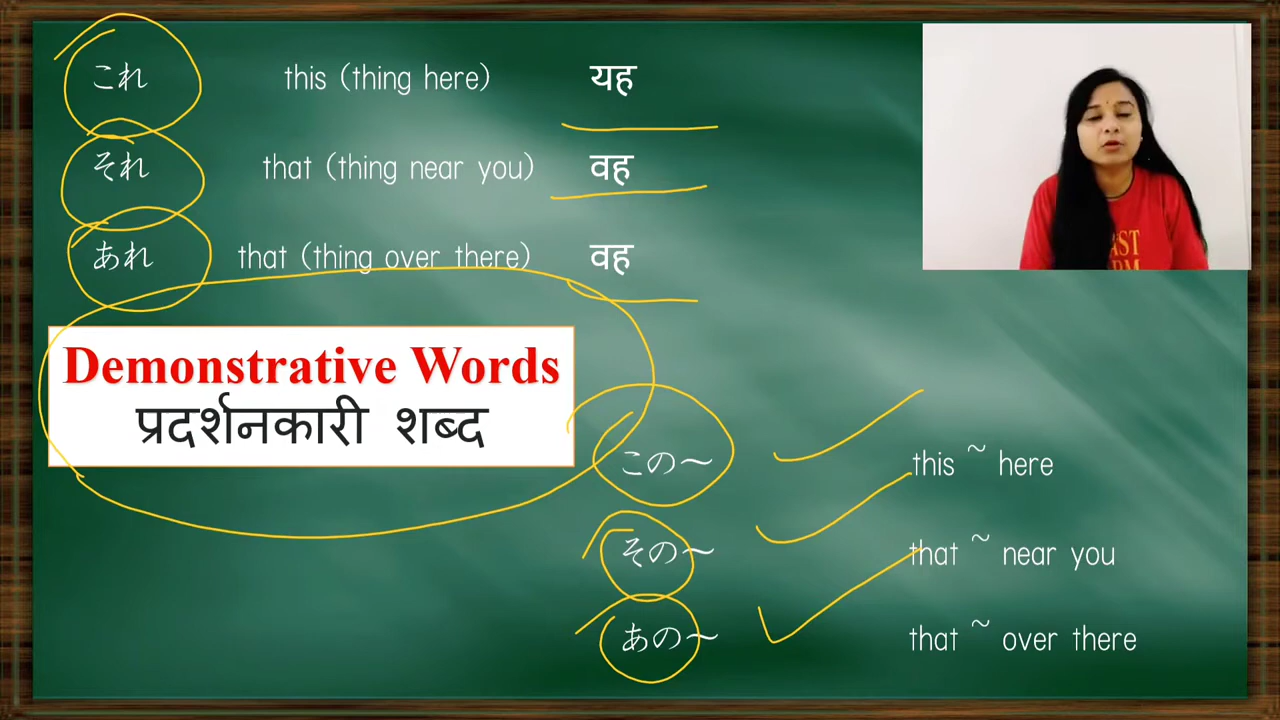 これ this (thing here) यह
それ that (thing near you) वह
あれ that (thing over there) वह
Demonstrative Words
प्रदर्शनकारी शब्द
この〜 this ~ here
その〜 that ~ near you
あの〜 that ~ over there